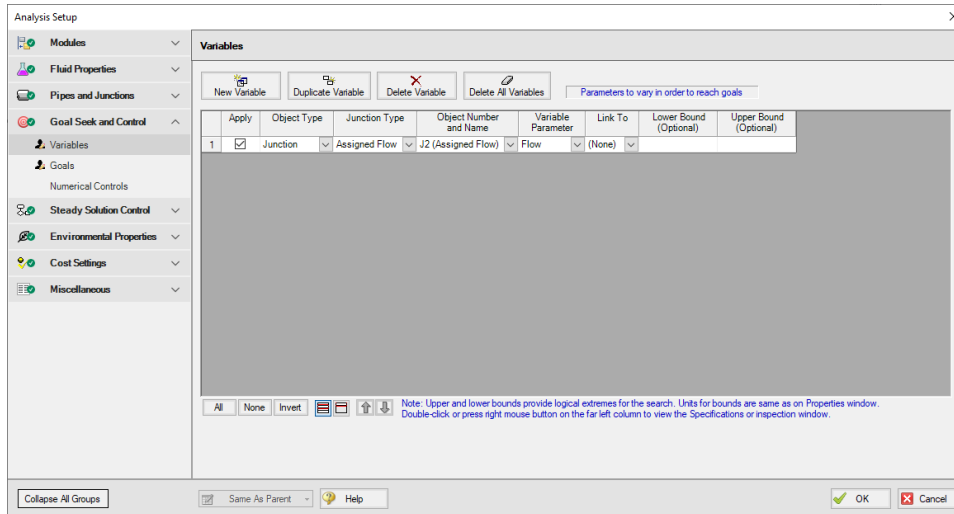 Analysis Setup
Modules
Fluid Properties
Pipes and Junctions
Goal Seek and Control
Variables
Goals
Numerical Controls
Steady Solution Control
Environmental Properties
Cost Settings
Miscellaneous
Variables
New Variable Duplicate Variable Delete Variable Delete All Variables Parameters to vary in order to reach goals
Apply Object Type Junction Type Object Number and Name Variable Parameter Link To Lower Bound (Optional) Upper Bound (Optional)
1 Junction Assigned Flow J2 (Assigned Flow) Flow (None)
All None Invert Note: Upper and lower bounds provide logical extremes for the search. Units for bounds are same as on Properties window.
Double-click or press right mouse button on the far left column to view the Specifications or inspection window.
Collapse All Groups Same As Parent Help OK Cancel